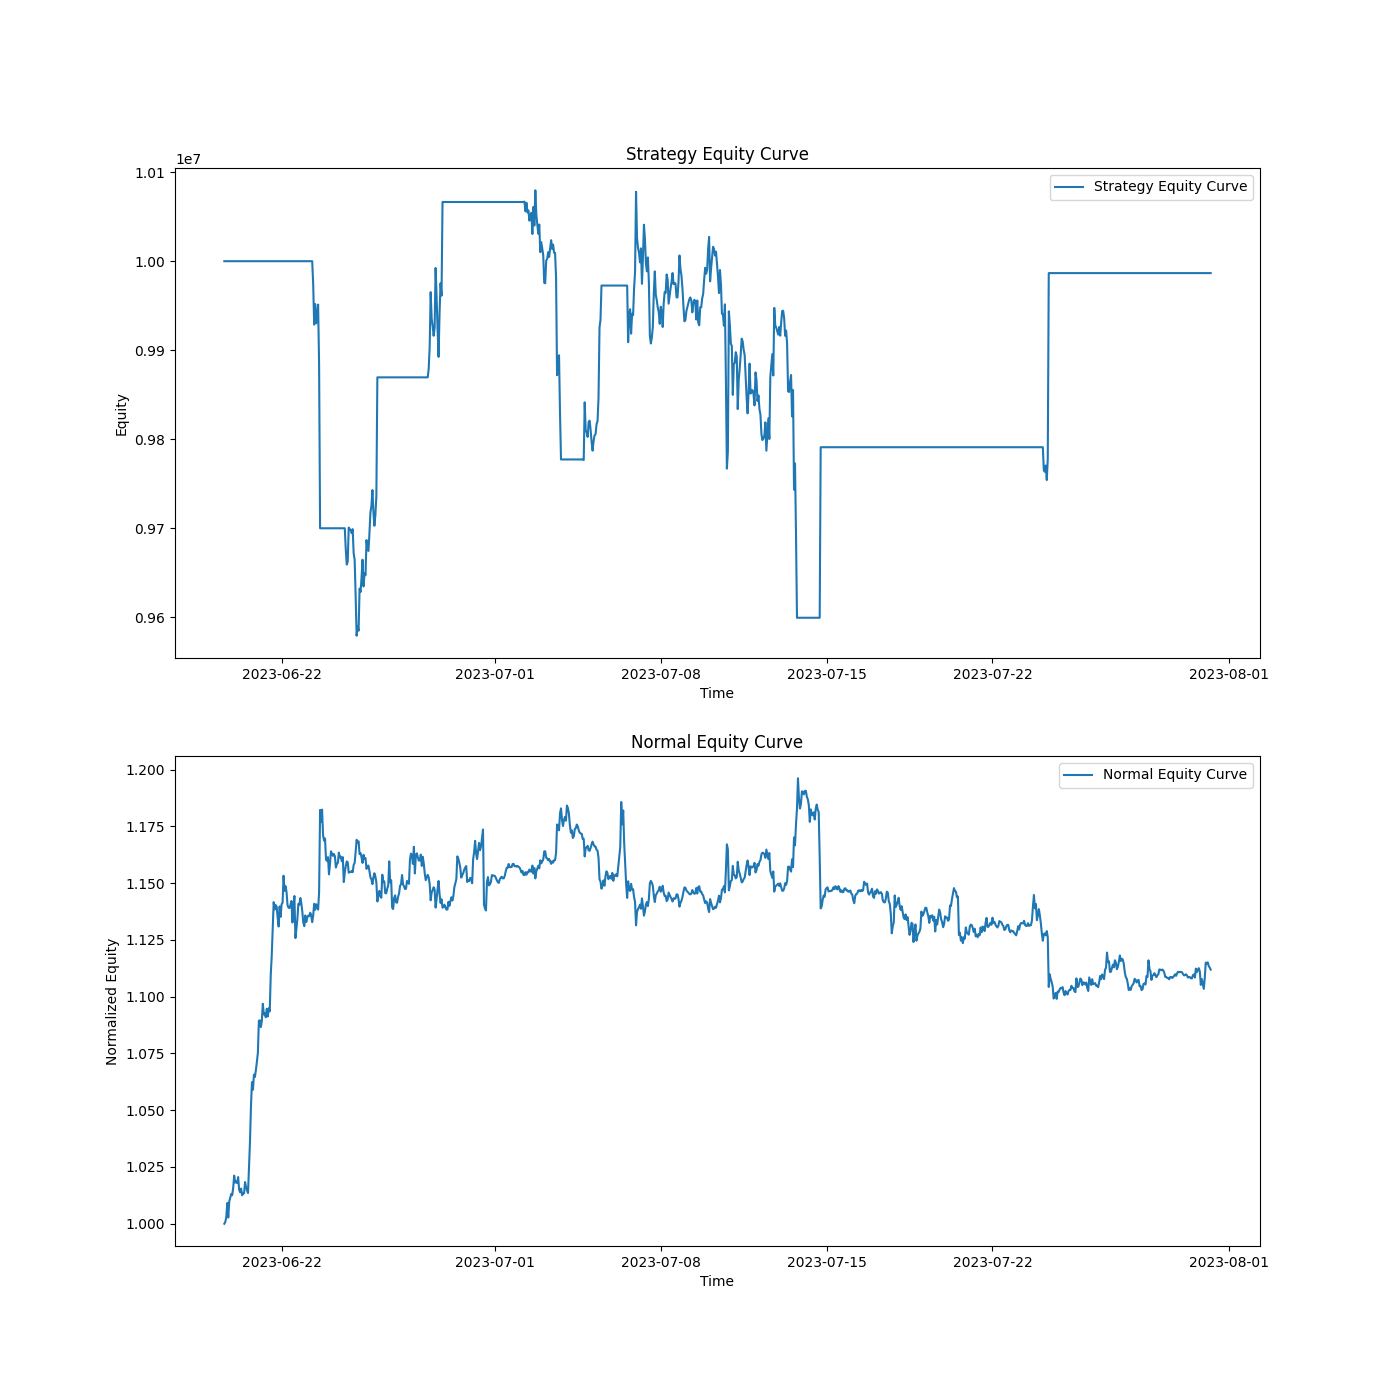 Strategy Equity Curve
1e7
1.01
1.00
0.99
0.98
0.97
0.96
Equity
Strategy Equity Curve
2023-06-22 2023-07-01 2023-07-08 2023-07-15 2023-07-22 2023-08-01
Time
Normal Equity Curve
1.200
1.175
1.150
1.125
1.100
1.075
1.050
1.025
1.000
Normalized Equity
Normal Equity Curve
2023-06-22 2023-07-01 2023-07-08 2023-07-15 2023-07-22 2023-08-01
Time